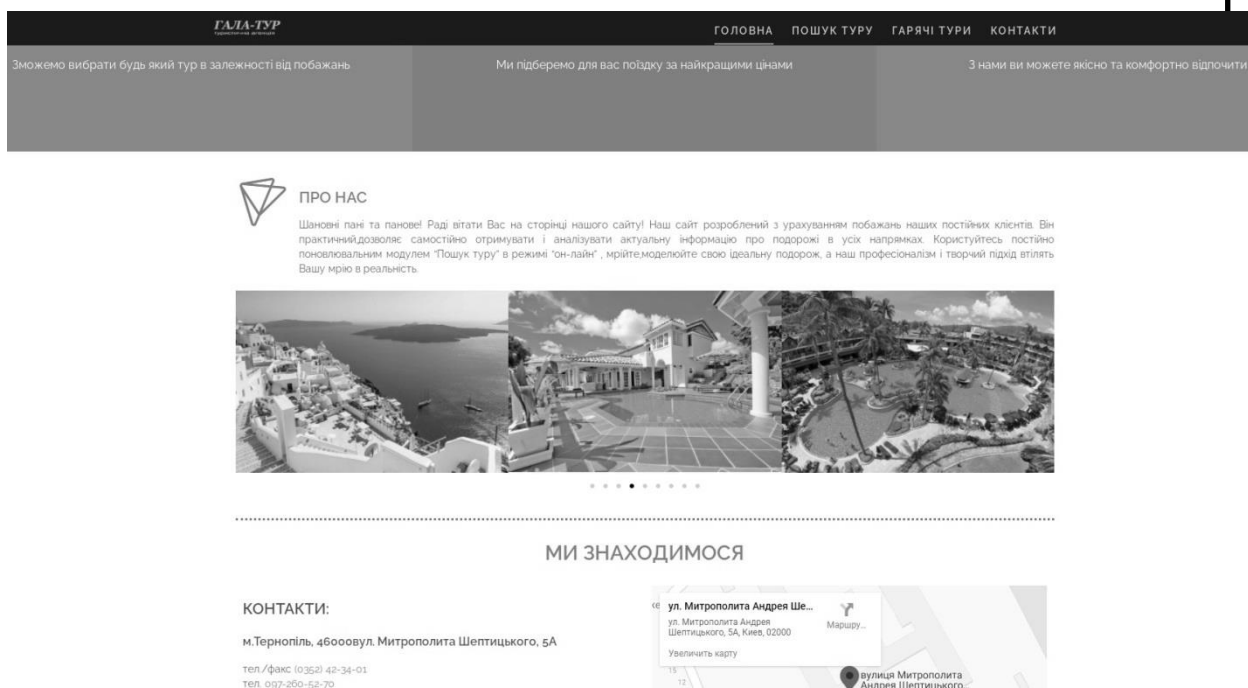 ГАЛА-ТУР
туристична агенція
ГОЛОВНА ПОШУК ТУРУ ГАРЯЧІ ТУРИ КОНТАКТИ
Зможемо вибрати будь який тур в залежності від побажань
Ми підберемо для вас поїздку за найкращими цінами
З нами ви можете якісно та комфортно відпочити
ПРО НАС
Шановні пані та панове! Раді вітати Вас на сторінці нашого сайту! Наш сайт розроблений з урахуванням побажань наших постійних клієнтів. Він
практичний,дозволяє самостійно отримувати і аналізувати актуальну інформацію про подорожі в усіх напрямках. Користуйтесь постійно
поновлювальним модулем "Пошук туру" в режимі "он-лайн" , мрійте,моделюйте свою ідеальну подорож, а наш професіоналізм і творчий підхід втілять
Вашу мрію в реальність.
МИ ЗНАХОДИМОСЯ
КОНТАКТИ:
м.Тернопіль, 46000вул. Митрополита Шептицького, 5А
тел./факс (0352) 42-34-01
тел. 097-260-52-70
ул. Митрополита Андрея Ше...
ул. Митрополита Андрея
Шептицького, 5А, Киев, 02000
Маршру...
Увеличить карту
15
12
вулиця Митрополита
Андрея Шептицького...